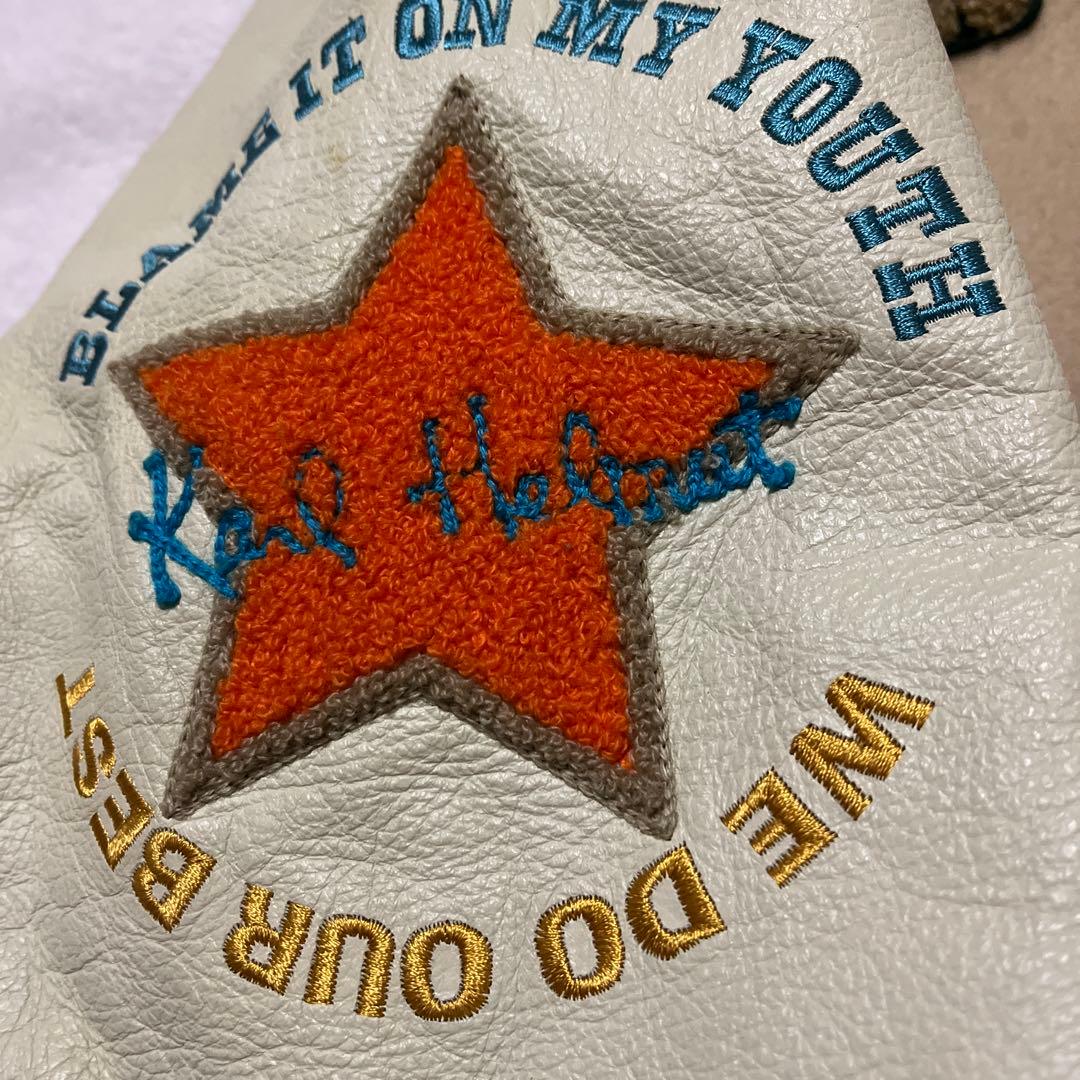 BLAME IT ON MY YOUTH
Karl Helmut
WE DO OUR BEST